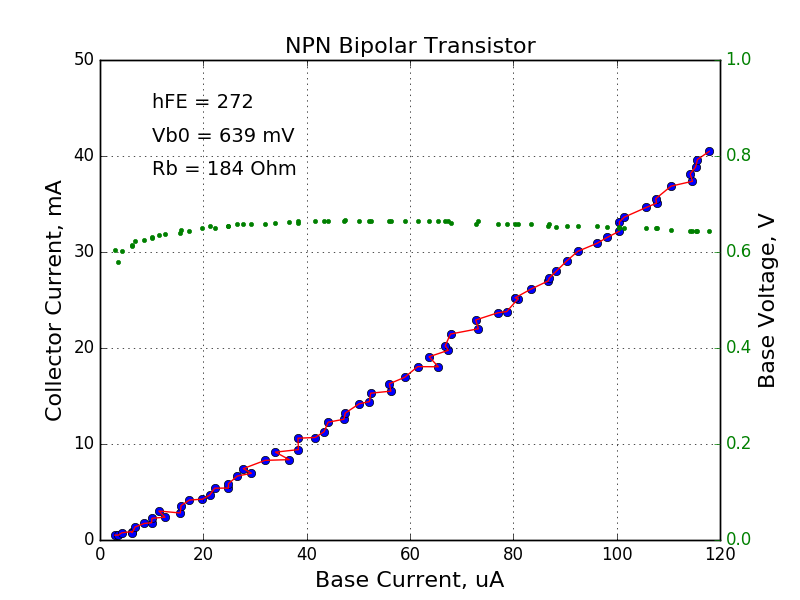 NPN Bipolar Transistor
hFE = 272
Vb0 = 639 mV
Rb = 184 Ohm
50
40
30
20
10
0
Collector Current, mA
1.0
0.8
0.6
0.4
0.2
0.0
Base Voltage, V
0 20 40 60 80 100 120
Base Current, uA